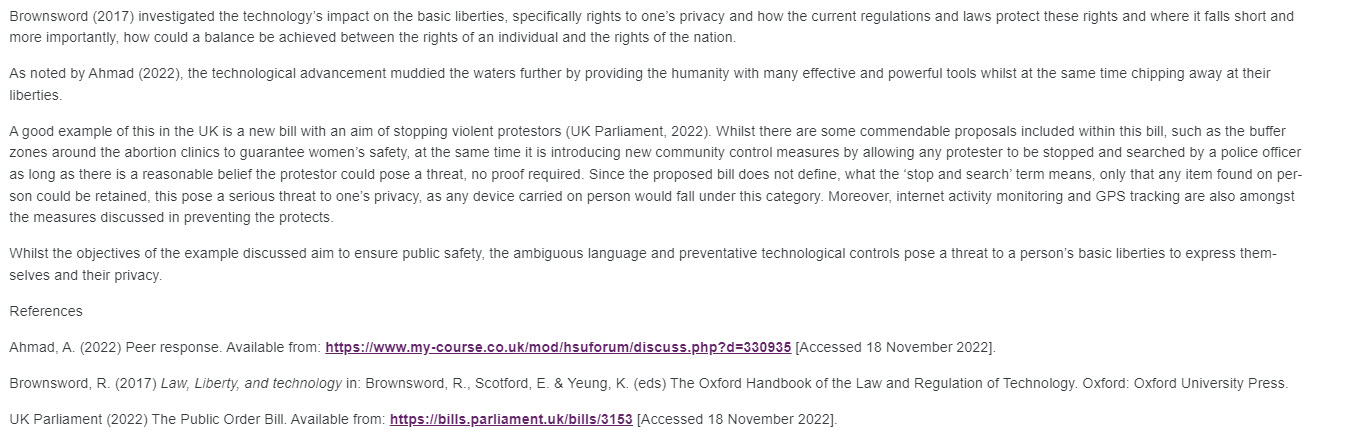 Brownsword (2017) investigated the technology’s impact on the basic liberties, specifically rights to one’s privacy and how the current regulations and laws protect these rights and where it falls short and
more importantly, how could a balance be achieved between the rights of an individual and the rights of the nation.
As noted by Ahmad (2022), the technological advancement muddied the waters further by providing the humanity with many effective and powerful tools whilst at the same time chipping away at their
liberties.
A good example of this in the UK is a new bill with an aim of stopping violent protestors (UK Parliament, 2022). Whilst there are some commendable proposals included within this bill, such as the buffer
zones around the abortion clinics to guarantee women’s safety, at the same time it is introducing new community control measures by allowing any protester to be stopped and searched by a police officer
as long as there is a reasonable belief the protestor could pose a threat, no proof required. Since the proposed bill does not define, what the ‘stop and search’ term means, only that any item found on per-
son could be retained, this pose a serious threat to one’s privacy, as any device carried on person would fall under this category. Moreover, internet activity monitoring and GPS tracking are also amongst
the measures discussed in preventing the protects.
Whilst the objectives of the example discussed aim to ensure public safety, the ambiguous language and preventative technological controls pose a threat to a person’s basic liberties to express them-
selves and their privacy.
References
Ahmad, A. (2022) Peer response. Available from: https://www.my-course.co.uk/mod/hsuforum/discuss.php?d=330935 [Accessed 18 November 2022].
Brownsword, R. (2017) Law, Liberty, and technology in: Brownsword, R., Scotford, E. & Yeung, K. (eds) The Oxford Handbook of the Law and Regulation of Technology. Oxford: Oxford University Press.
UK Parliament (2022) The Public Order Bill. Available from: https://bills.parliament.uk/bills/3153 [Accessed 18 November 2022].